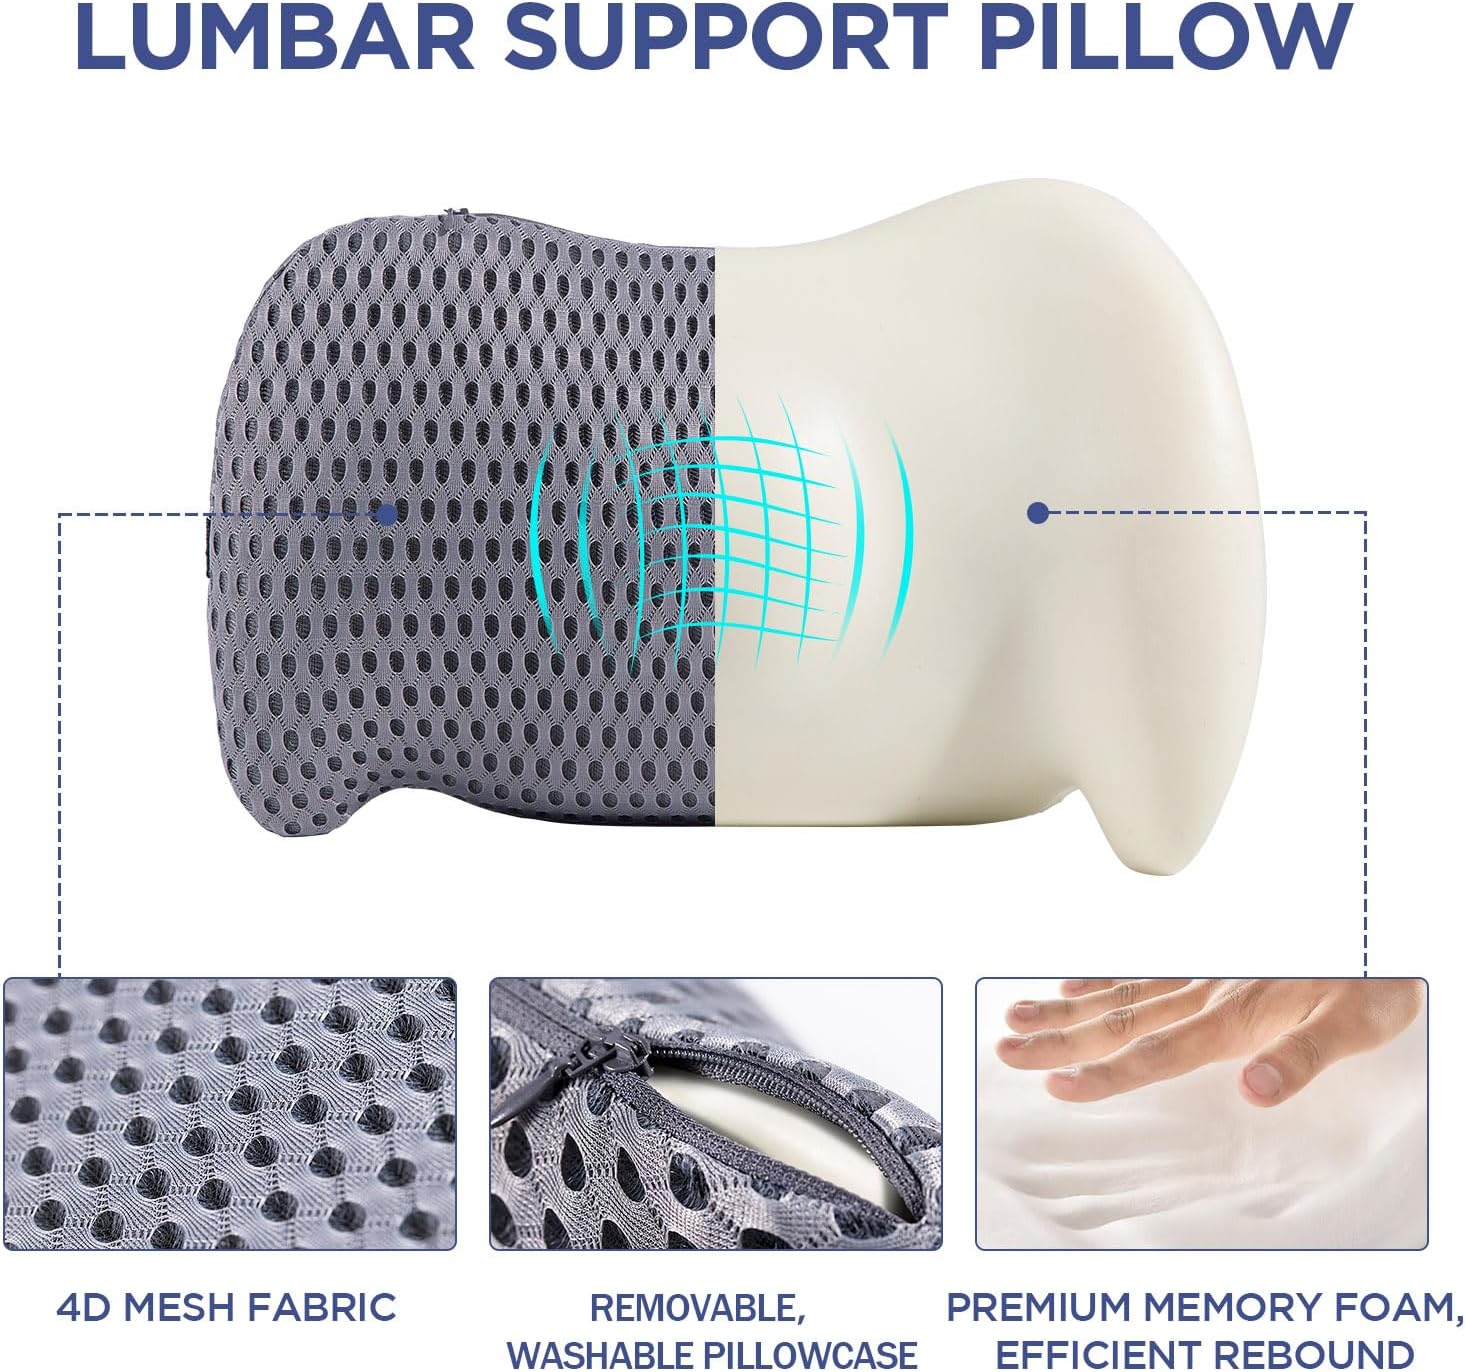 LUMBAR SUPPORT PILLOW
4D MESH FABRIC
REMOVABLE,
WASHABLE PILLOWCASE
PREMIUM MEMORY FOAM,
EFFICIENT REBOUND